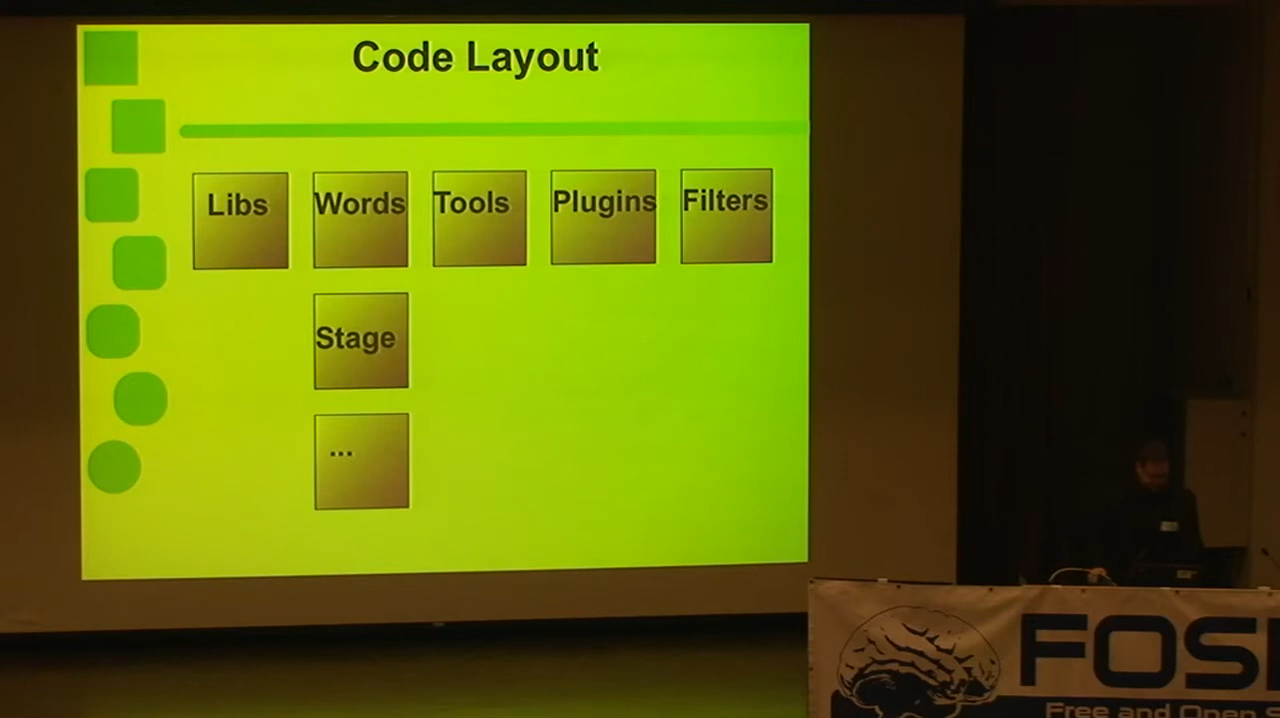 Code Layout
Libs Words Tools Plugins Filters
Stage
...
FOS
Free and Open S